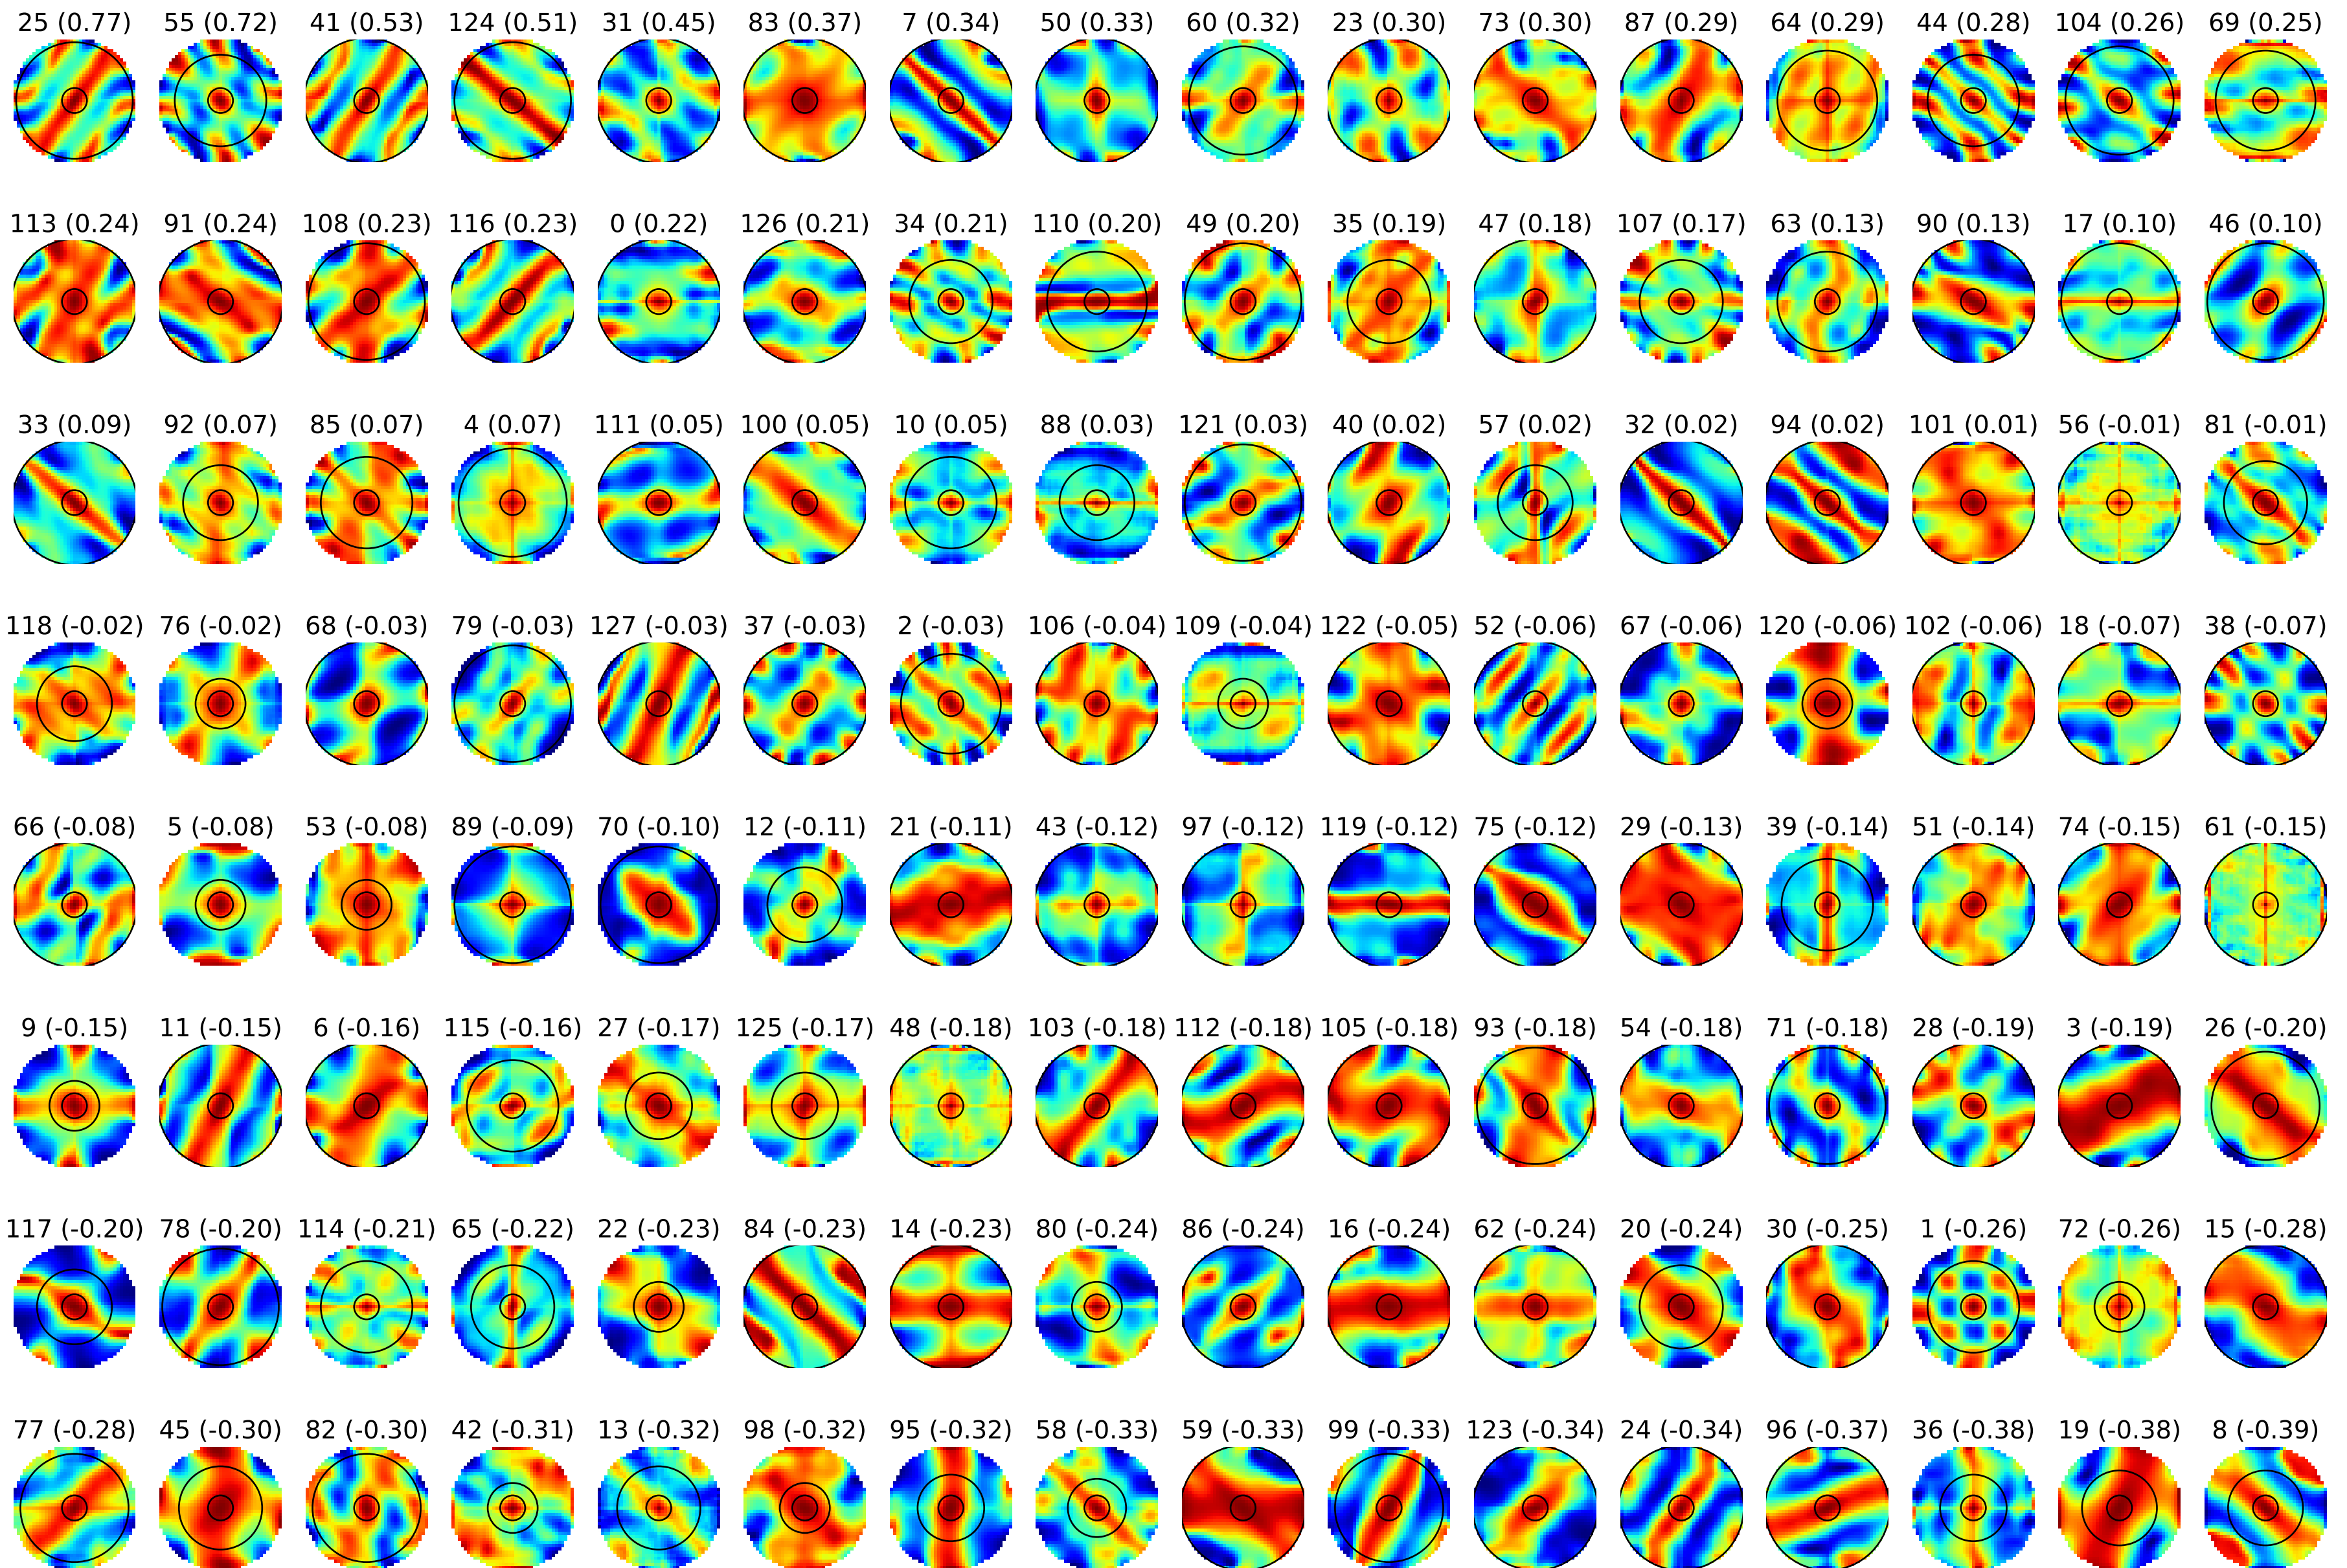 25 (0.77) 55 (0.72) 41 (0.53) 124 (0.51) 31 (0.45) 83 (0.37) 7 (0.34) 50 (0.33) 60 (0.32) 23 (0.30) 73 (0.30) 87 (0.29) 64 (0.29) 44 (0.28) 104 (0.26) 69 (0.25)
113 (0.24) 91 (0.24) 108 (0.23) 116 (0.23) 0 (0.22) 126 (0.21) 34 (0.21) 110 (0.20) 49 (0.20) 35 (0.19) 47 (0.18) 107 (0.17) 63 (0.13) 90 (0.13) 17 (0.10) 46 (0.10)
33 (0.09) 92 (0.07) 85 (0.07) 4 (0.07) 111 (0.05) 100 (0.05) 10 (0.05) 88 (0.03) 121 (0.03) 40 (0.02) 57 (0.02) 32 (0.02) 94 (0.02) 101 (0.01) 56 (-0.01) 81 (-0.01)
118 (-0.02) 76 (-0.02) 68 (-0.03) 79 (-0.03) 127 (-0.03) 37 (-0.03) 2 (-0.03) 106 (-0.04) 109 (-0.04) 122 (-0.05) 52 (-0.06) 67 (-0.06) 120 (-0.06) 102 (-0.06) 18 (-0.07) 38 (-0.07)
66 (-0.08) 5 (-0.08) 53 (-0.08) 89 (-0.09) 70 (-0.10) 12 (-0.11) 21 (-0.11) 43 (-0.12) 97 (-0.12) 119 (-0.12) 75 (-0.12) 29 (-0.13) 39 (-0.14) 51 (-0.14) 74 (-0.15) 61 (-0.15)
9 (-0.15) 11 (-0.15) 6 (-0.16) 115 (-0.16) 27 (-0.17) 125 (-0.17) 48 (-0.18) 103 (-0.18) 112 (-0.18) 105 (-0.18) 93 (-0.18) 54 (-0.18) 71 (-0.18) 28 (-0.19) 3 (-0.19) 26 (-0.20)
117 (-0.20) 78 (-0.20) 114 (-0.21) 65 (-0.22) 22 (-0.23) 84 (-0.23) 14 (-0.23) 80 (-0.24) 86 (-0.24) 16 (-0.24) 62 (-0.24) 20 (-0.24) 30 (-0.25) 1 (-0.26) 72 (-0.26) 15 (-0.28)
77 (-0.28) 45 (-0.30) 82 (-0.30) 42 (-0.31) 13 (-0.32) 98 (-0.32) 95 (-0.32) 58 (-0.33) 59 (-0.33) 99 (-0.33) 123 (-0.34) 24 (-0.34) 96 (-0.37) 36 (-0.38) 19 (-0.38) 8 (-0.39)